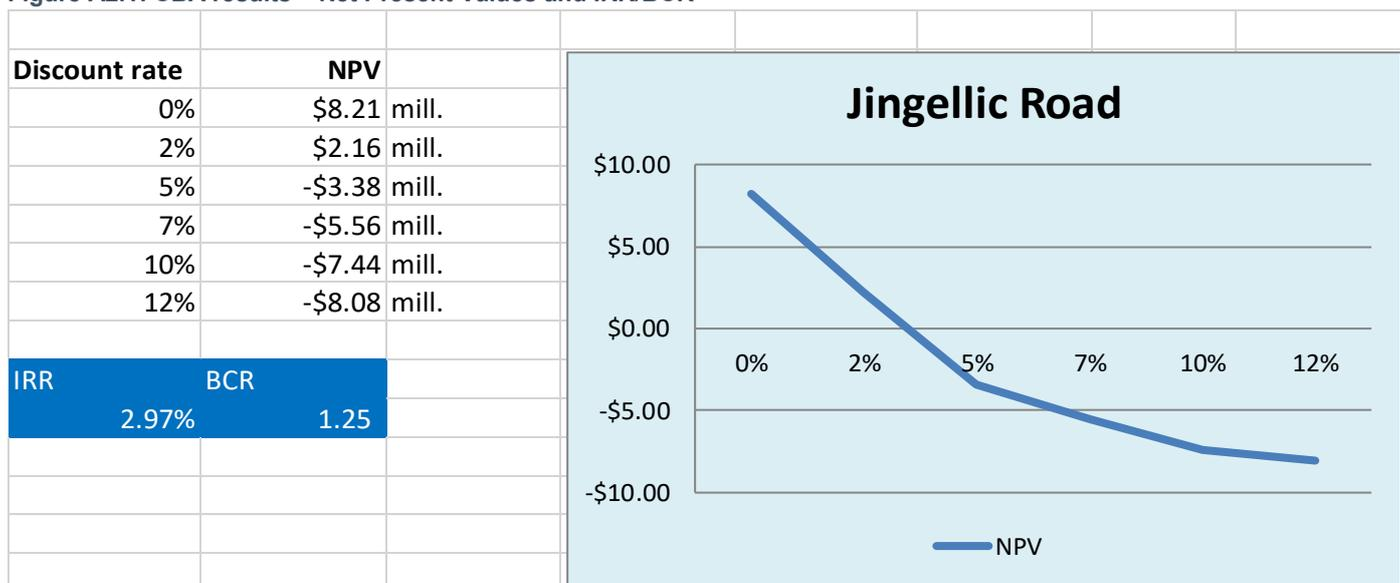 Discount rate NPV
0% $8.21 mill.
2% $2.16 mill.
5% -$3.38 mill.
7% -$5.56 mill.
10% -$7.44 mill.
12% -$8.08 mill.
IRR BCR
2.97% 1.25
Jingellic Road
$10.00
$5.00
$0.00
0% 2% 5% 7% 10% 12%
-$5.00
-$10.00
NPV